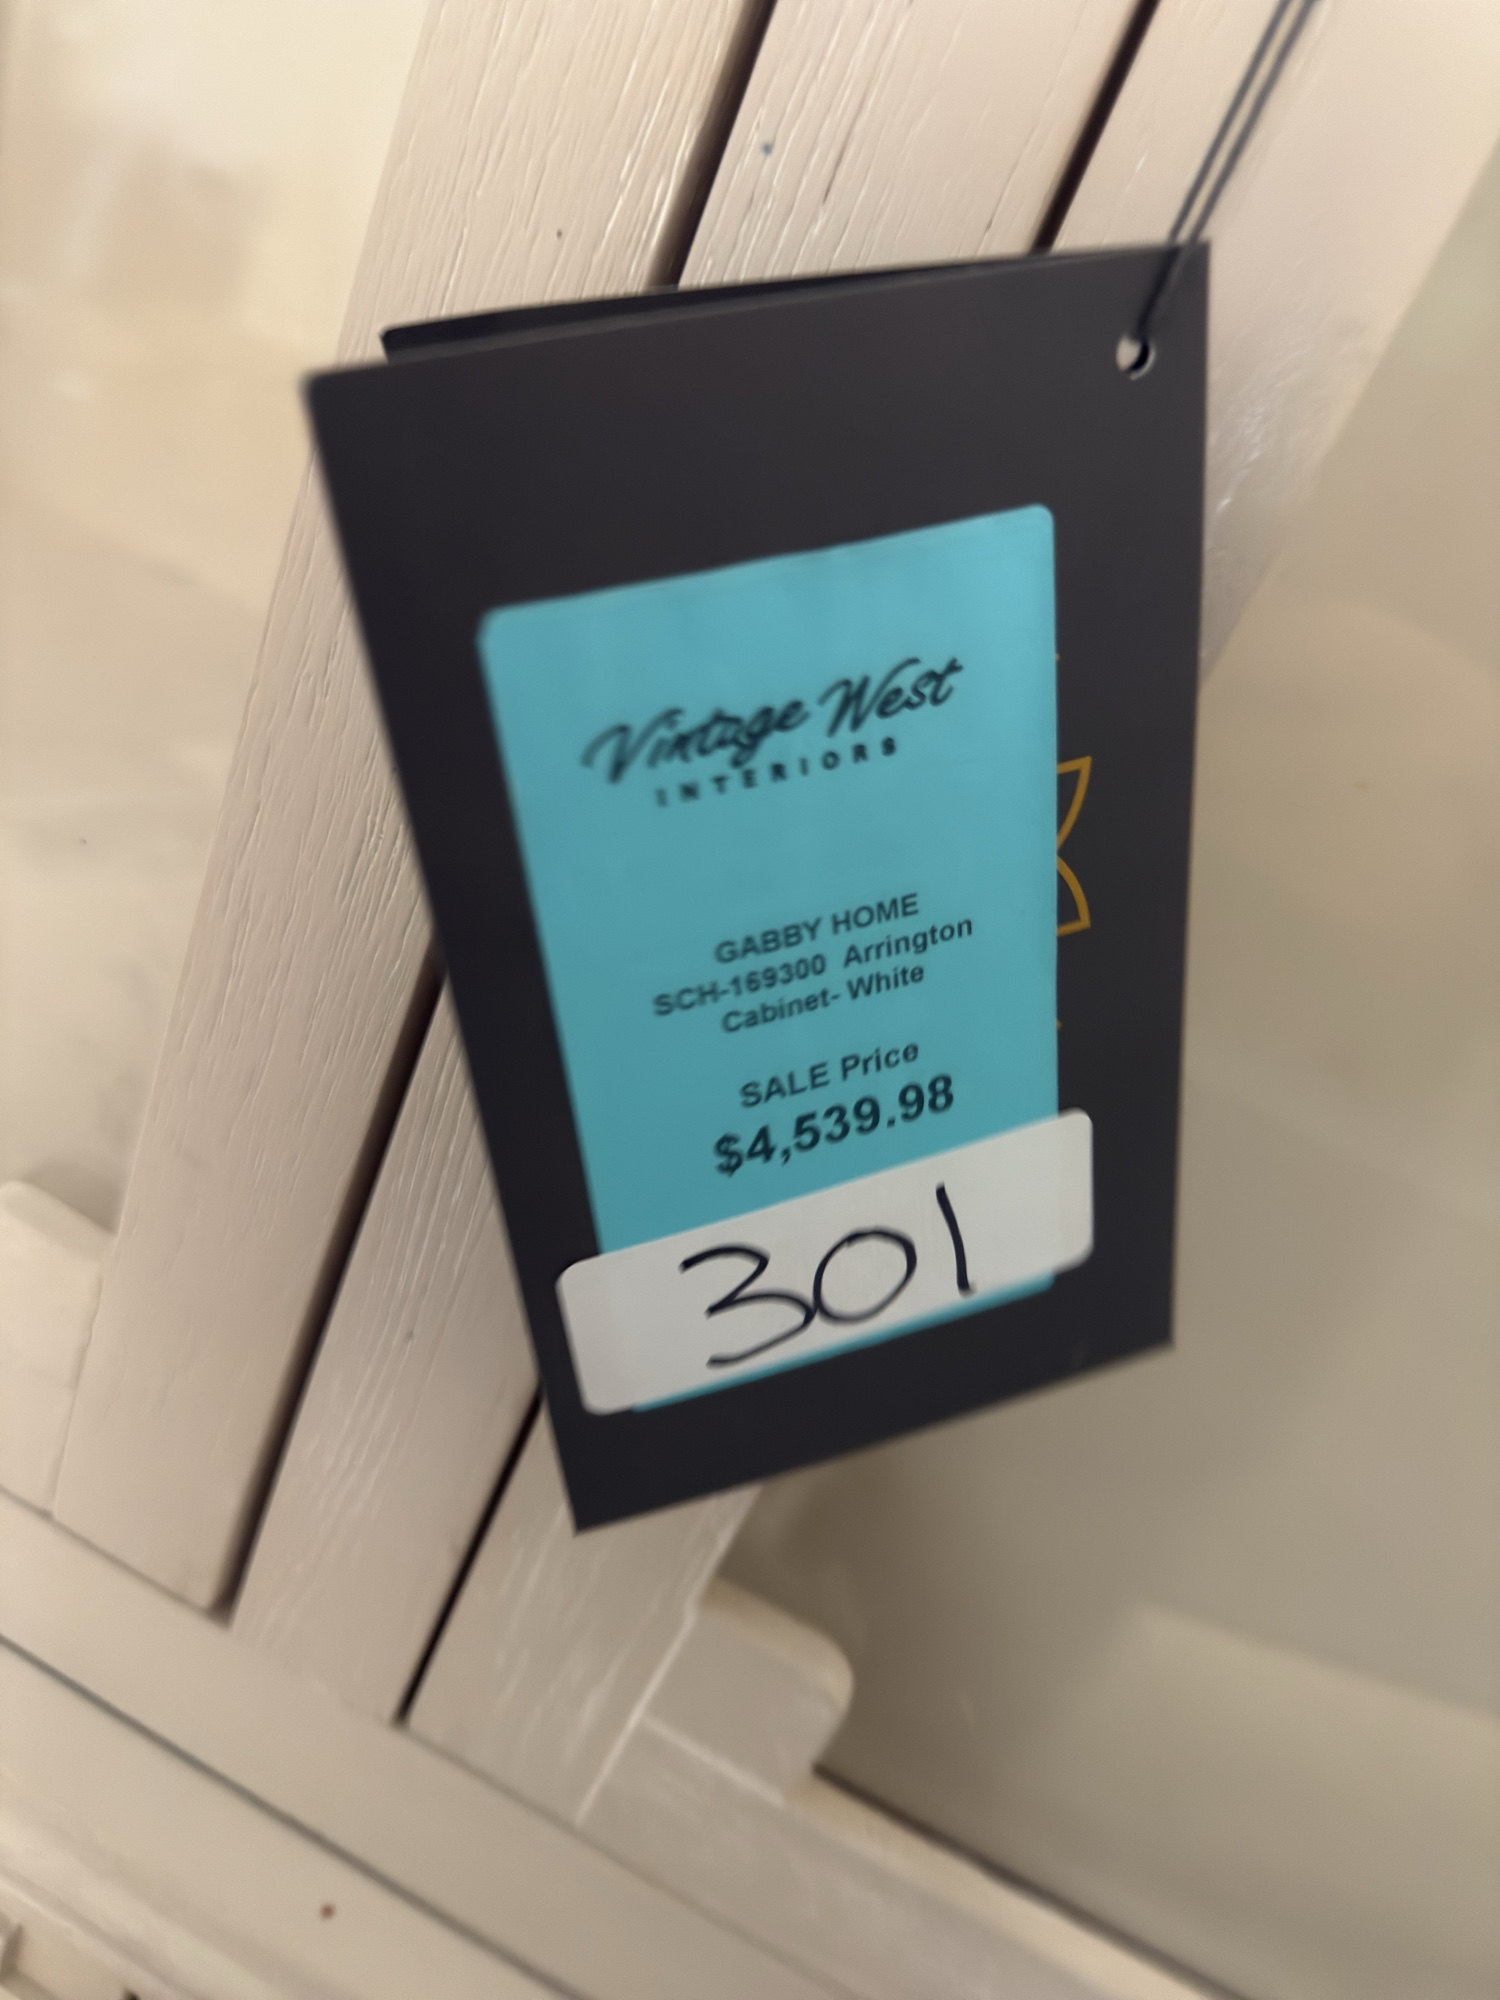 Vintage West
INTERIORS
GABBY HOME
SCH-169300 Arrington
Cabinet- White
SALE Price
$4,539.98
301